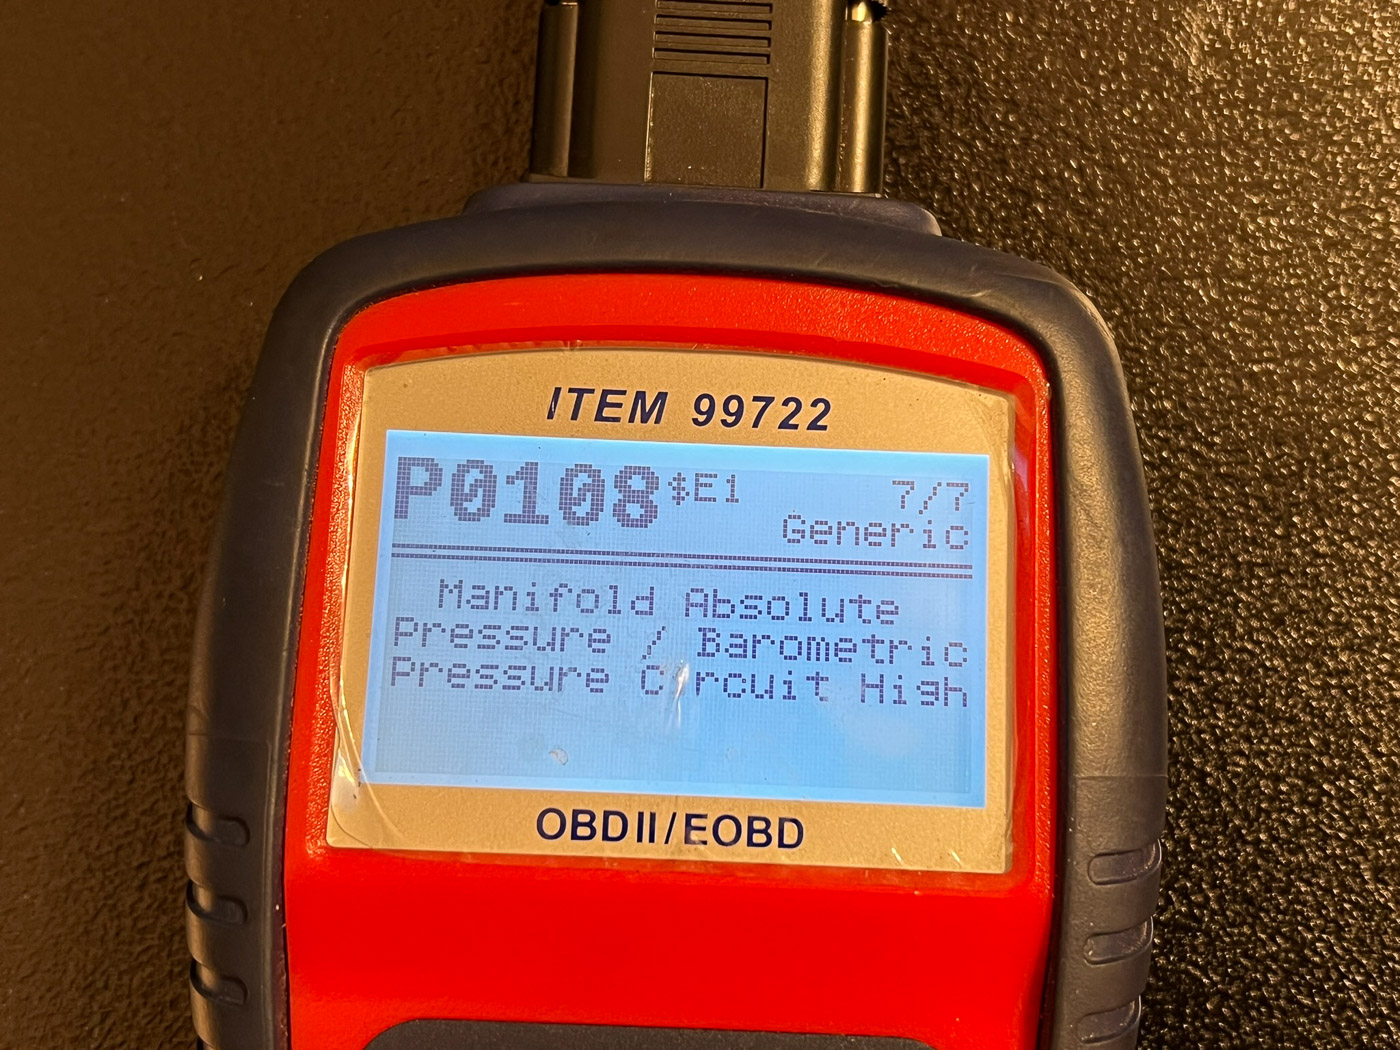 ITEM 99722
P0108 $E1 7/7
Generic
Manifold Absolute
Pressure / Barometric
Pressure Circuit High
OBDII/EOBD